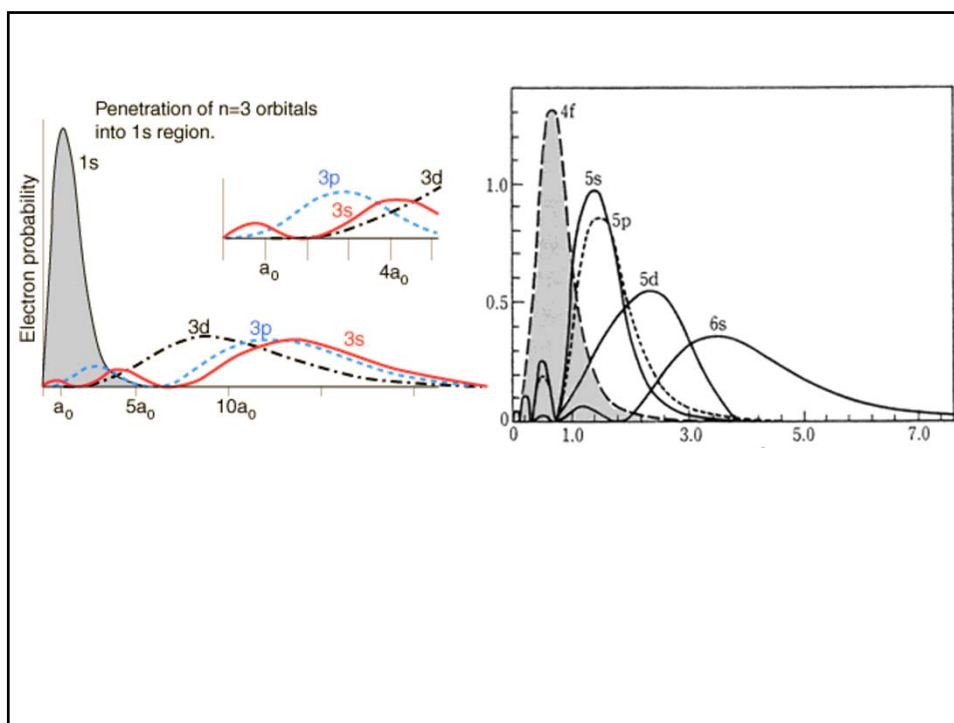 Penetration of n=3 orbitals
into 1s region.
1s
3p
3d
3s
a₀
4a₀
Electron probability
3d
3p
3s
a₀
5a₀
10a₀
4f
5s
5p
5d
6s
1.0
0.5
0
0
1.0
3.0
5.0
7.0